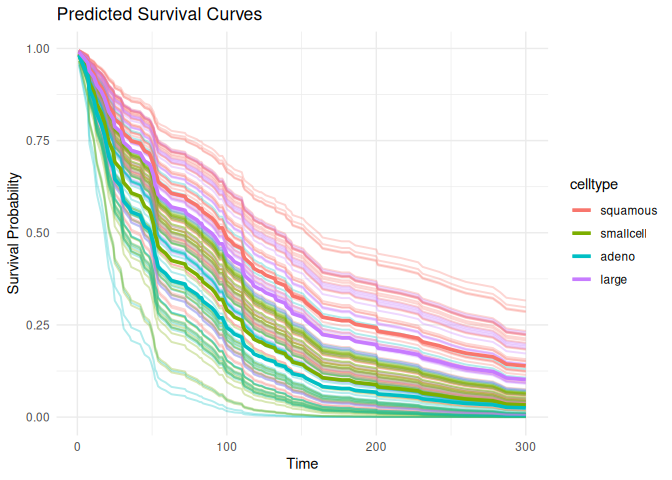 Predicted Survival Curves
1.00
0.75
0.50
0.25
0.00
Survival Probability
0
100
200
300
Time
celltype
squamous
smallcell
adeno
large